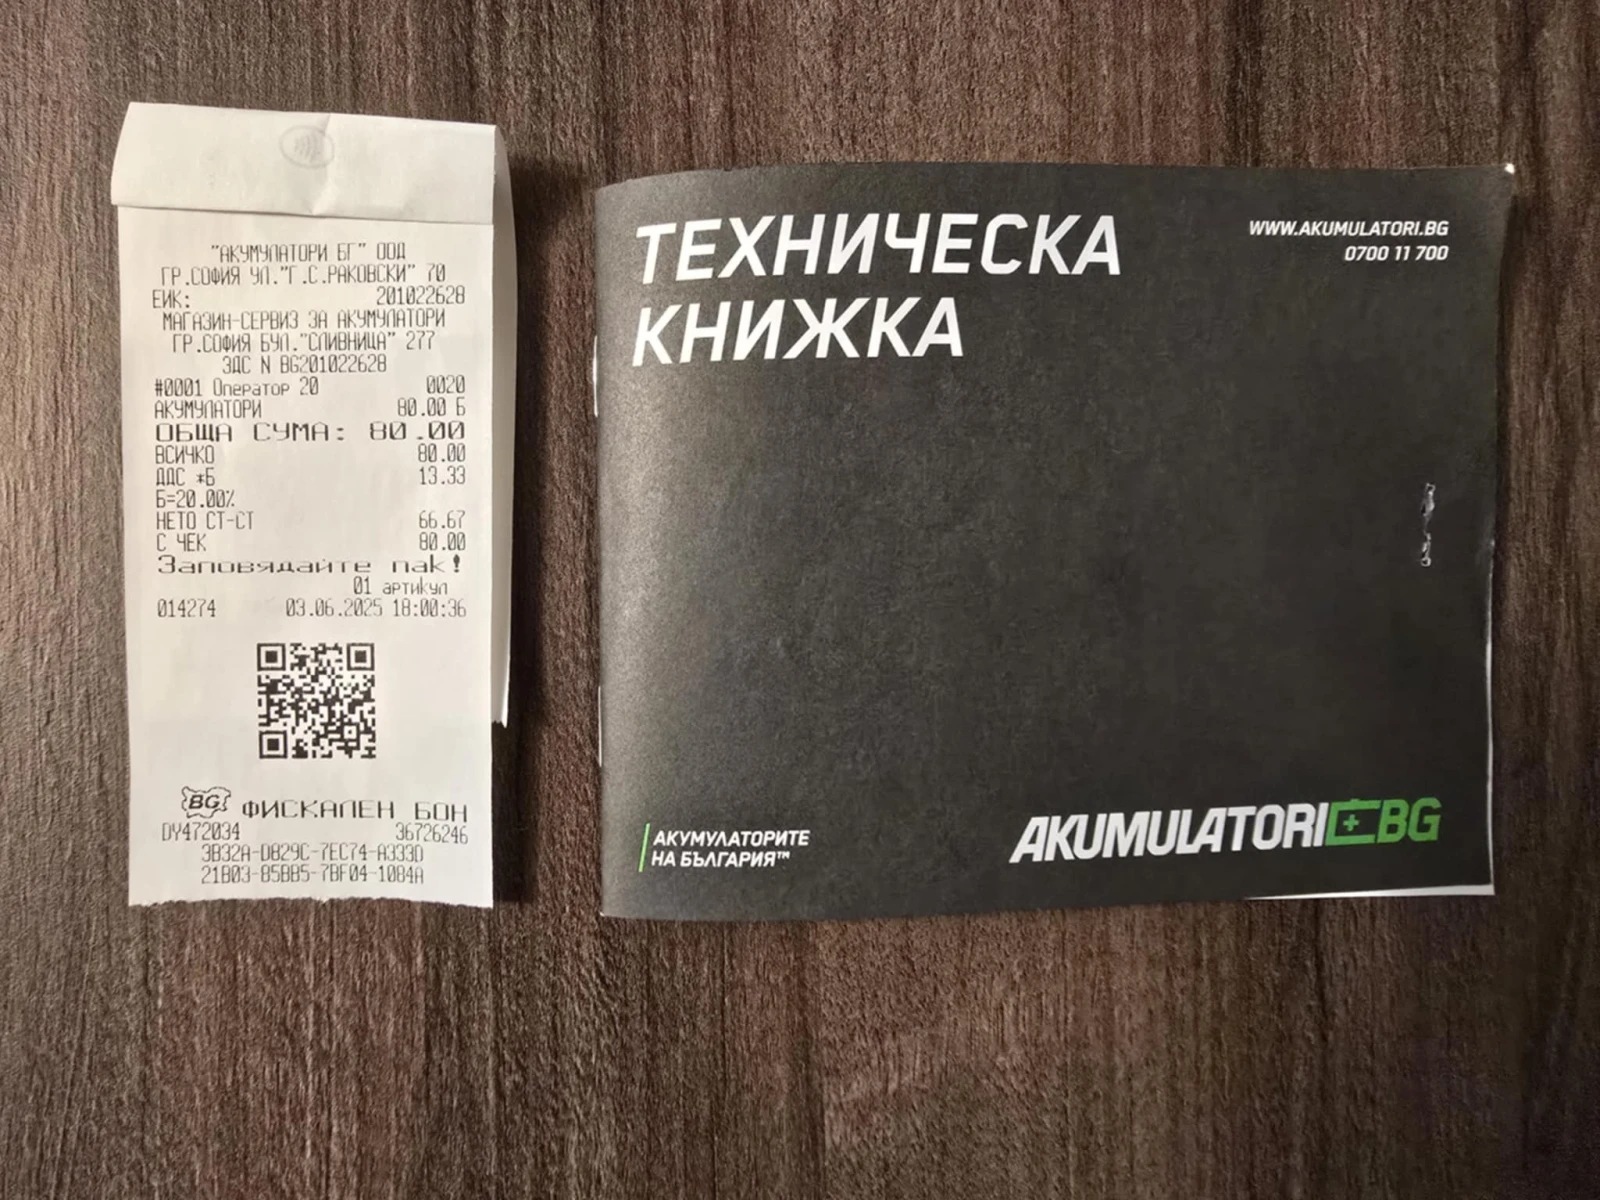 "АКУМУЛАТОРИ БГ" ООД
ГР.СОФИЯ УЛ."Г.С.РАКОВСКИ" 70
ЕИК: 201022628
МАГАЗИН-СЕРВИЗ ЗА АКУМУЛАТОРИ
ГР.СОФИЯ БУЛ."СЛИВНИЦА" 277
ЗДС N BG201022628
#0001 Оператор 20 0020
АКУМУЛАТОРИ 80.00 Б
ОБЩА СУМА: 80.00
ВСИЧКО 80.00
ДДС *Б 13.33
Б=20.00%
НЕТО СТ-СТ 66.67
С ЧЕК 80.00
Заповядайте пак!
01 артикул
014274 03.06.2025 18:00:36
BG ФИСКАЛЕН БОН
DY472034 36726246
3B32A-D829C-7EC74-A333D
21B03-85BB5-7BF04-1084A
ТЕХНИЧЕСКА
КНИЖКА
WWW.AKUMULATORI.BG
0700 11 700
АКУМУЛАТОРИТЕ
НА БЪЛГАРИЯ™
AKUMULATORI BG